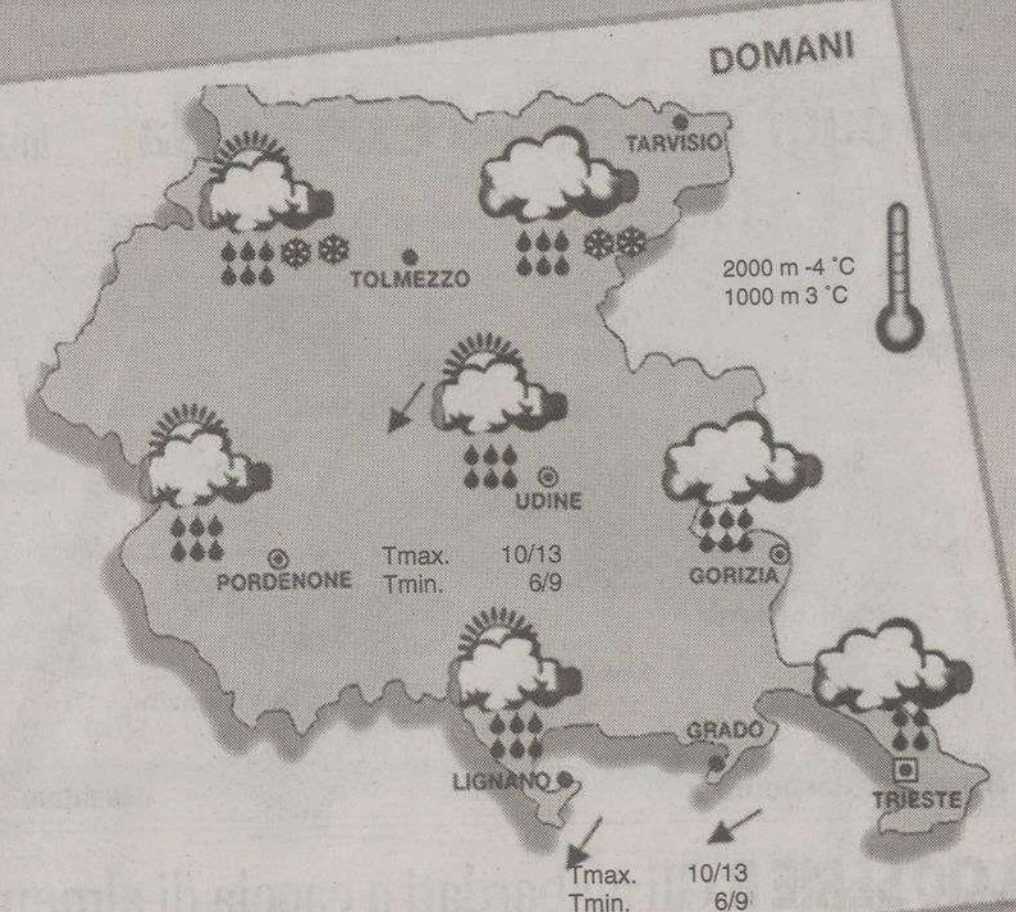 DOMANI
TARVISIO
TOLMEZZO
2000 m -4 °C
1000 m 3 °C
UDINE
PORDENONE
Tmax. 10/13
Tmin. 6/9
GORIZIA
GRADO
LIGNANO
TRIESTE
Tmax. 10/13
Tmin. 6/9